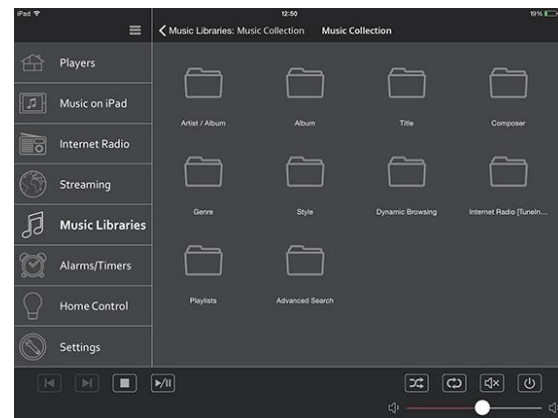 iPad 12:50 19%
Music Libraries: Music Collection Music Collection
Players
Music on iPad
Internet Radio
Streaming
Music Libraries
Alarms/Timers
Home Control
Settings
Artist / Album Album Title Composer
Genre Style Dynamic Browsing Internet Radio [TuneIn...
Playlists Advanced Search